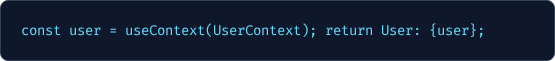 const user = useContext(UserContext); return User: {user};